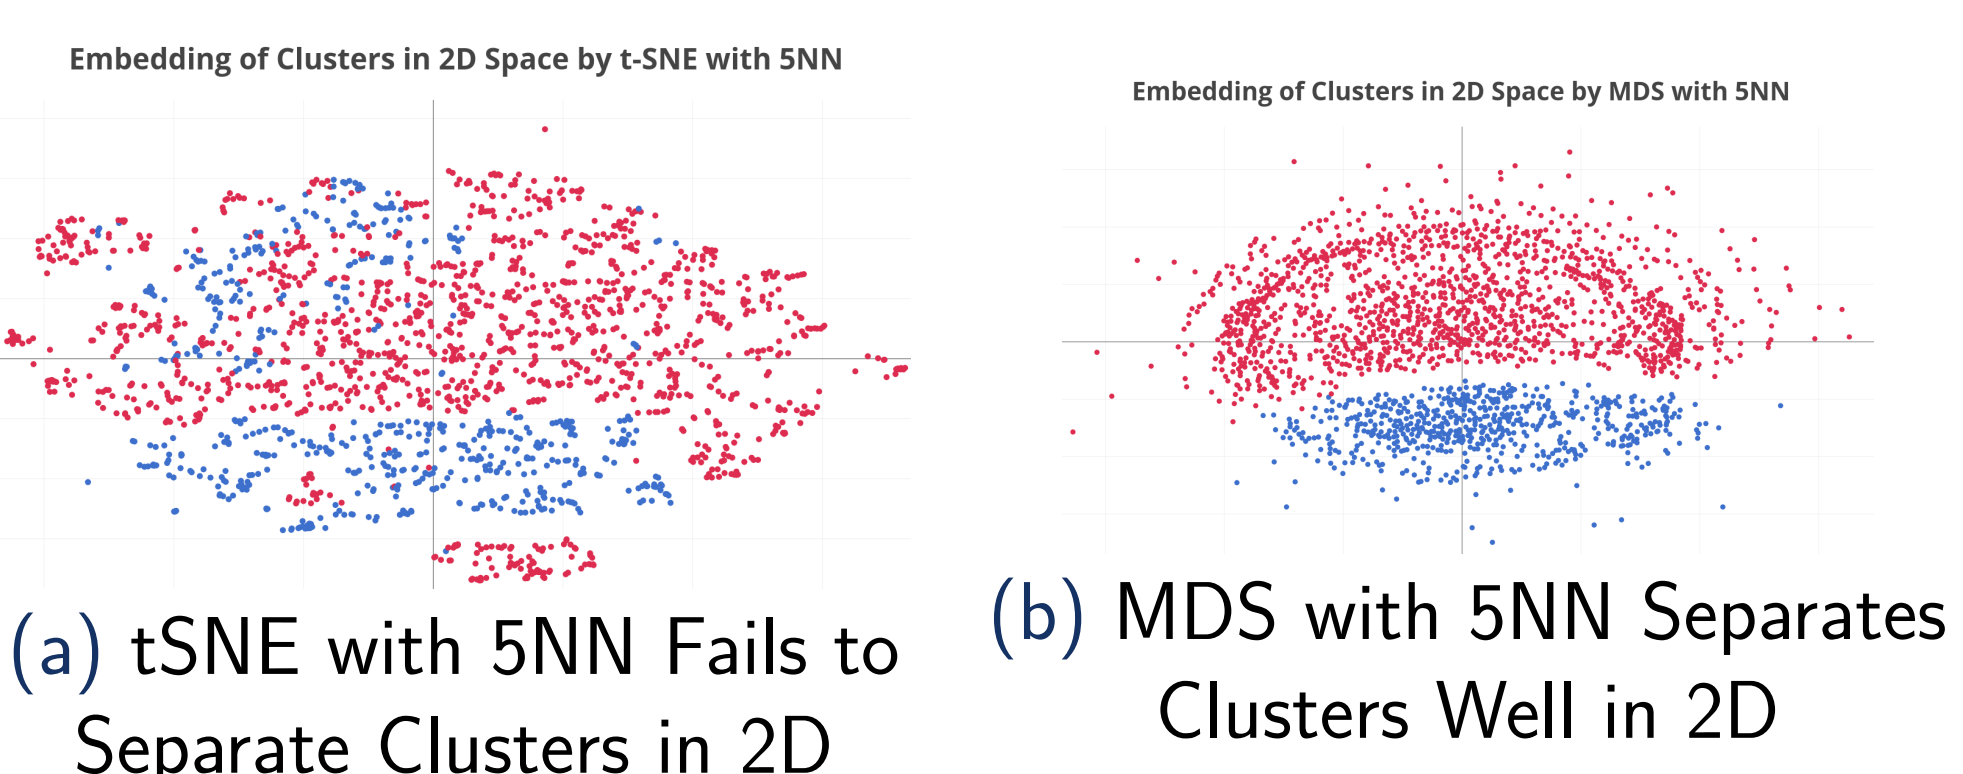 Embedding of Clusters in 2D Space by t-SNE with 5NN
(a) tSNE with 5NN Fails to
Separate Clusters in 2D
Embedding of Clusters in 2D Space by MDS with 5NN
(b) MDS with 5NN Separates
Clusters Well in 2D